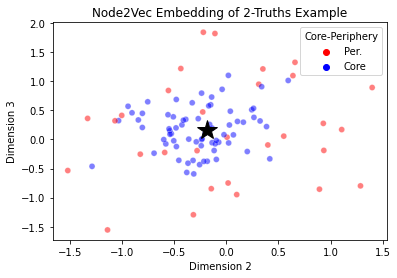 Node2Vec Embedding of 2-Truths Example
Core-Periphery
Per.
Core
2.0
1.5
1.0
0.5
0.0
−0.5
−1.0
−1.5
Dimension 3
−1.5 −1.0 −0.5 0.0 0.5 1.0 1.5
Dimension 2